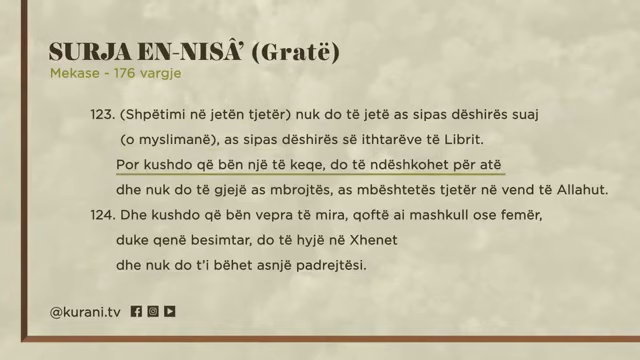 SURJA EN-NISÂ’ (Gratë)
Mekase - 176 vargje
123. (Shpëtimi në jetën tjetër) nuk do të jetë as sipas dëshirës suaj
(o myslimanë), as sipas dëshirës së ithtarëve të Librit.
Por kushdo që bën një të keqe, do të ndëshkohet për atë
dhe nuk do të gjejë as mbrojtës, as mbështetës tjetër në vend të Allahut.
124. Dhe kushdo që bën vepra të mira, qoftë ai mashkull ose femër,
duke qenë besimtar, do të hyjë në Xhenet
dhe nuk do t’i bëhet asnjë padrejtësi.
@kurani.tv